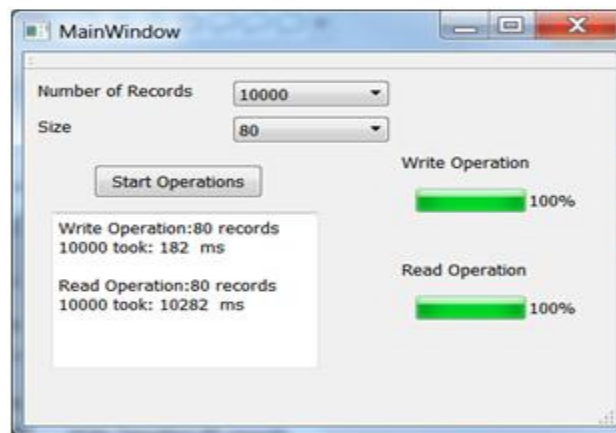 MainWindow
Number of Records
10000
Size
80
Start Operations
Write Operation
100%
Write Operation:80 records
10000 took: 182 ms
Read Operation:80 records
10000 took: 10282 ms
Read Operation
100%